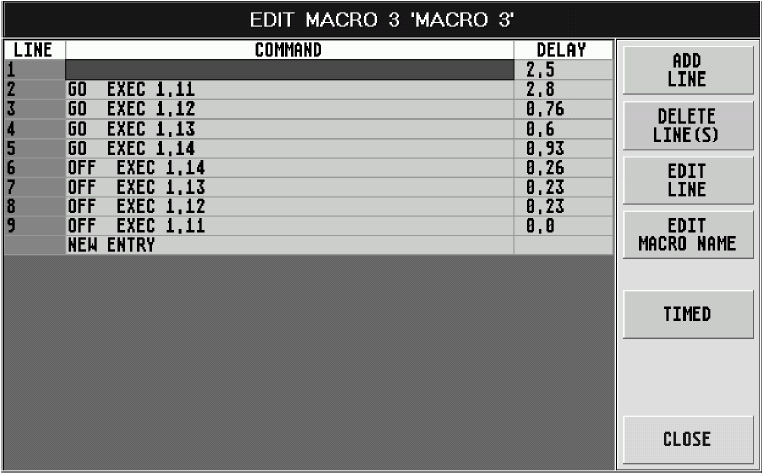 EDIT MACRO 3 'MACRO 3'
LINE COMMAND DELAY
1 2,5
2 GO EXEC 1,11 2,8
3 GO EXEC 1,12 0,76
4 GO EXEC 1,13 0,6
5 GO EXEC 1,14 0,93
6 OFF EXEC 1,14 0,26
7 OFF EXEC 1,13 0,23
8 OFF EXEC 1,12 0,23
9 OFF EXEC 1,11 0,0
NEW ENTRY
ADD
LINE
DELETE
LINE(S)
EDIT
LINE
EDIT
MACRO NAME
TIMED
CLOSE